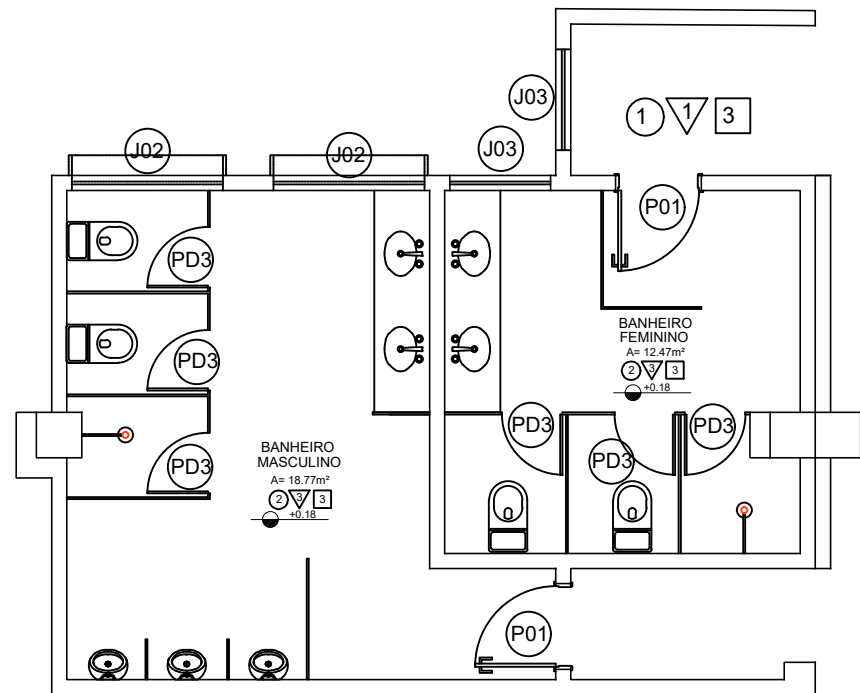 J03
1 1 3
J02
J02
J03
P01
PD3
BANHEIRO
FEMININO
A= 12.47m²
2 3 3
+0.18
PD3
PD3
PD3
PD3
PD3
BANHEIRO
MASCULINO
A= 18.77m²
2 3 3
+0.18
P01